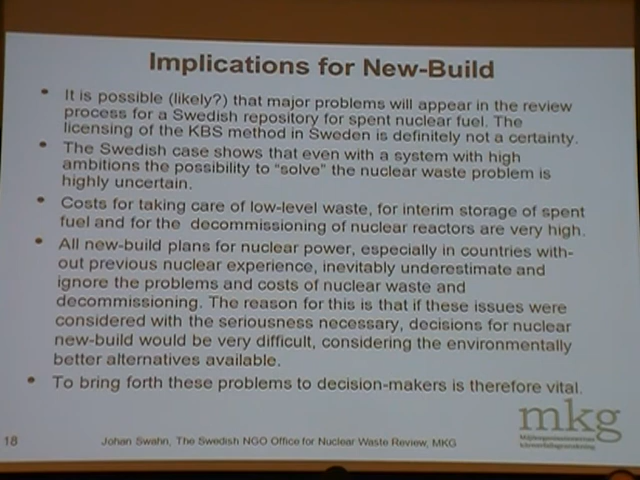 Implications for New-Build
• It is possible (likely?) that major problems will appear in the review
process for a Swedish repository for spent nuclear fuel. The
licensing of the KBS method in Sweden is definitely not a certainty.
• The Swedish case shows that even with a system with high
ambitions the possibility to "solve" the nuclear waste problem is
highly uncertain.
• Costs for taking care of low-level waste, for interim storage of spent
fuel and for the decommissioning of nuclear reactors are very high.
• All new-build plans for nuclear power, especially in countries with-
out previous nuclear experience, inevitably underestimate and
ignore the problems and costs of nuclear waste and
decommissioning. The reason for this is that if these issues were
considered with the seriousness necessary, decisions for nuclear
new-build would be very difficult, considering the environmentally
better alternatives available.
• To bring forth these problems to decision-makers is therefore vital.
mkg
18
Johan Swahn, The Swedish NGO Office for Nuclear Waste Review, MKG